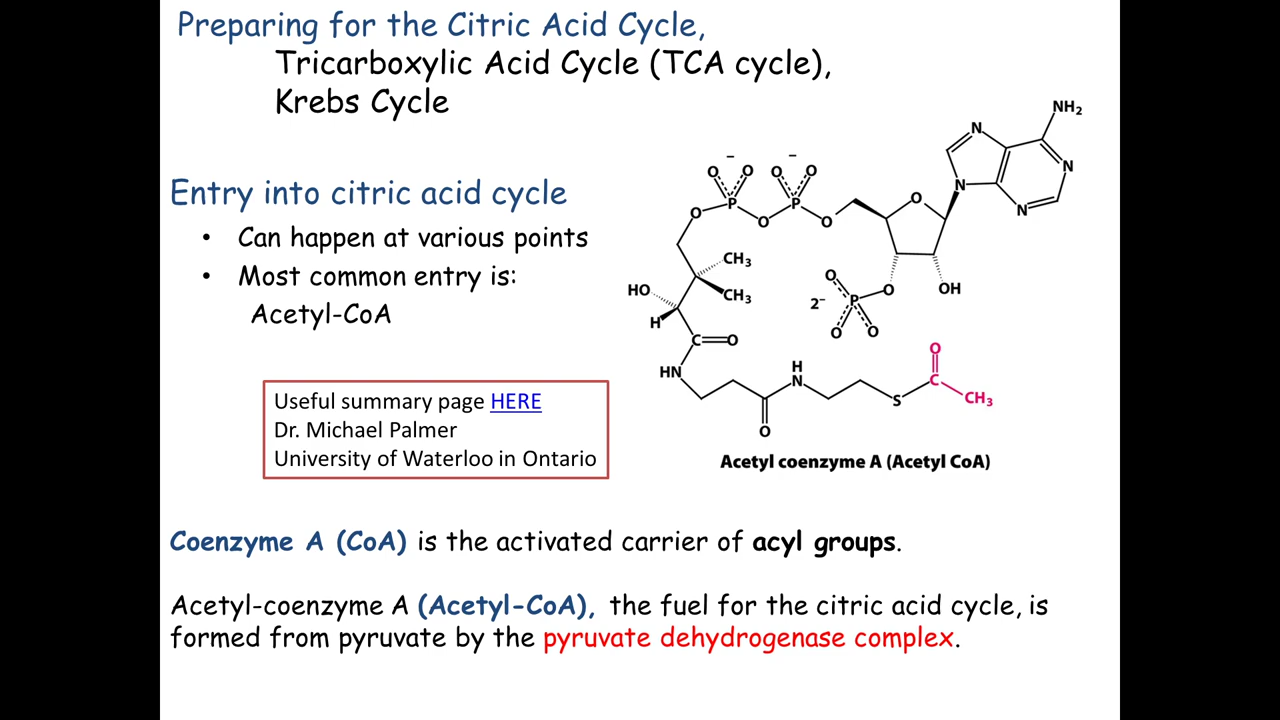 Preparing for the Citric Acid Cycle,
Tricarboxylic Acid Cycle (TCA cycle),
Krebs Cycle
Entry into citric acid cycle
• Can happen at various points
• Most common entry is:
Acetyl-CoA
Useful summary page HERE
Dr. Michael Palmer
University of Waterloo in Ontario
NH₂
N
N
N
N
O
O
O
O
O
P
P
O
O
O
−
−
CH₃
CH₃
HO
H
C
O
HN
O
H
N
S
O
C
CH₃
O
O
P
O
O
2−
OH
Acetyl coenzyme A (Acetyl CoA)
Coenzyme A (CoA) is the activated carrier of acyl groups.
Acetyl-coenzyme A (Acetyl-CoA), the fuel for the citric acid cycle, is
formed from pyruvate by the pyruvate dehydrogenase complex.